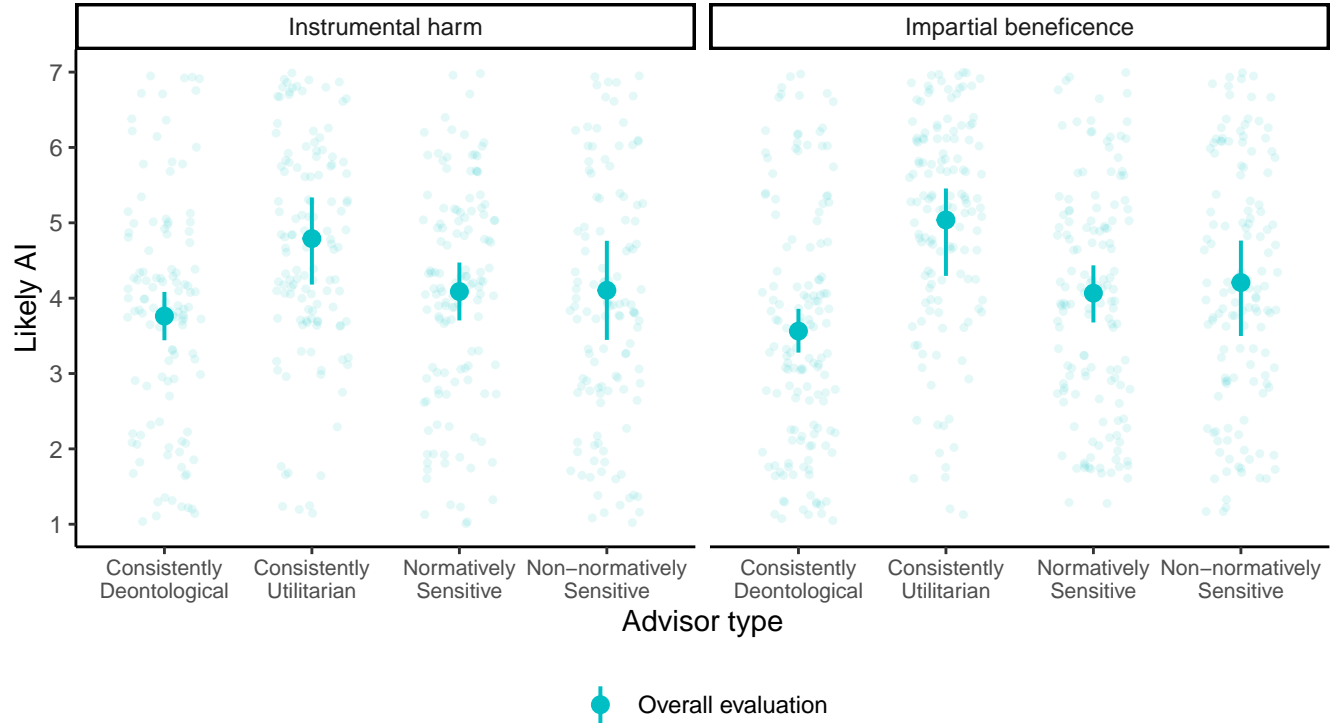 Instrumental harm
Impartial beneficence
Likely AI
7
6
5
4
3
2
1
Consistently
Deontological
Consistently
Utilitarian
Normatively
Sensitive
Non−normatively
Sensitive
Consistently
Deontological
Consistently
Utilitarian
Normatively
Sensitive
Non−normatively
Sensitive
Advisor type
Overall evaluation